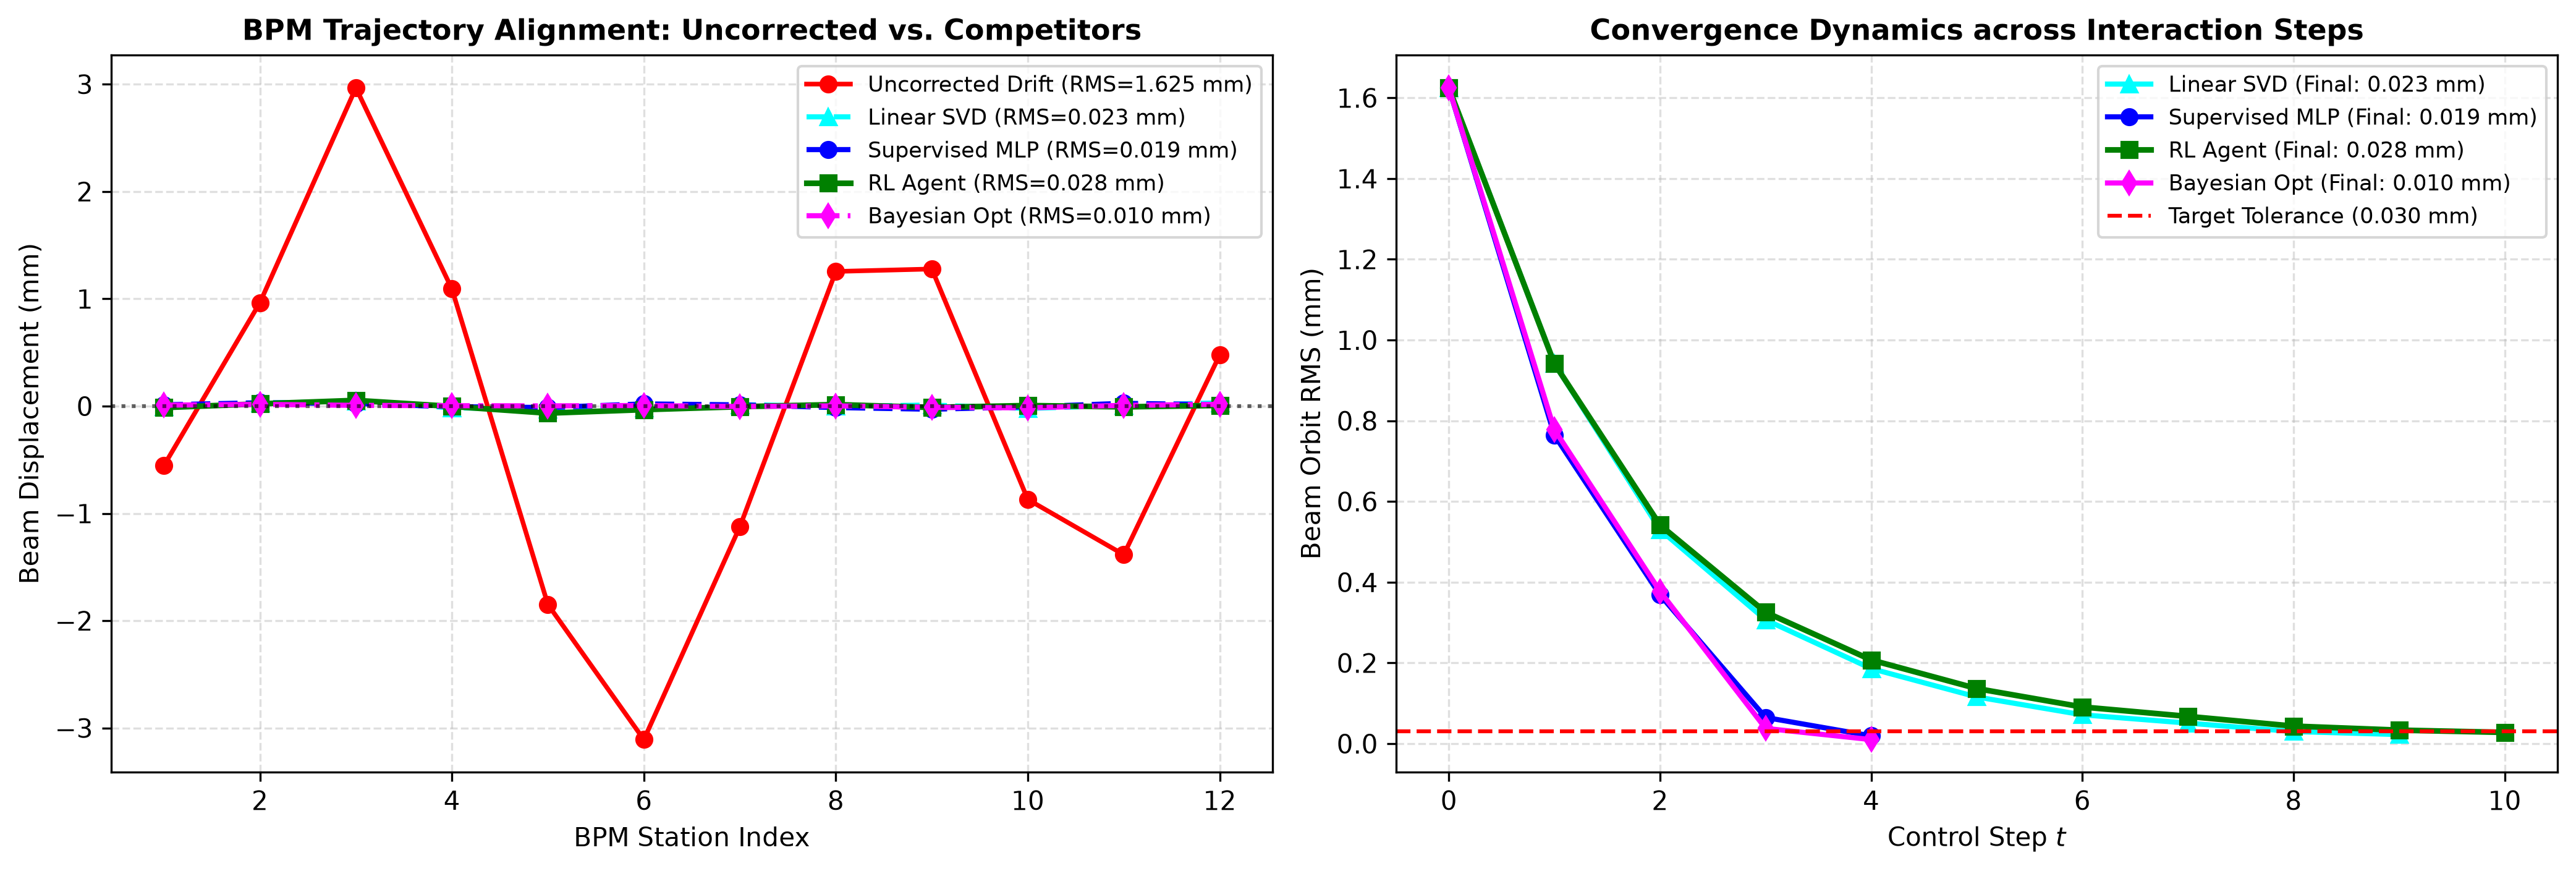 BPM Trajectory Alignment: Uncorrected vs. Competitors
Uncorrected Drift (RMS=1.625 mm)
Linear SVD (RMS=0.023 mm)
Supervised MLP (RMS=0.019 mm)
RL Agent (RMS=0.028 mm)
Bayesian Opt (RMS=0.010 mm)
Beam Displacement (mm)
3
2
1
0
−1
−2
−3
2
4
6
8
10
12
BPM Station Index
Convergence Dynamics across Interaction Steps
Linear SVD (Final: 0.023 mm)
Supervised MLP (Final: 0.019 mm)
RL Agent (Final: 0.028 mm)
Bayesian Opt (Final: 0.010 mm)
Target Tolerance (0.030 mm)
Beam Orbit RMS (mm)
1.6
1.4
1.2
1.0
0.8
0.6
0.4
0.2
0.0
0
2
4
6
8
10
Control Step t